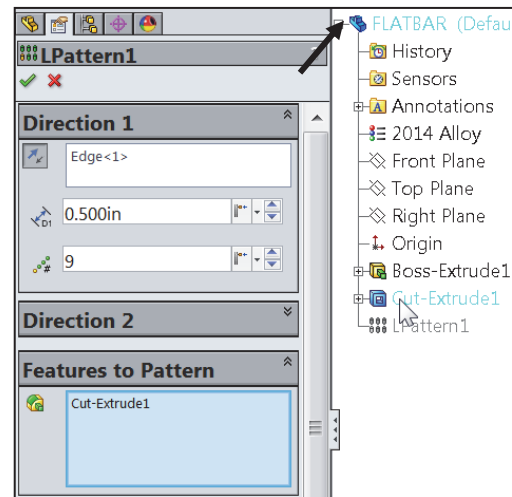 LPattern1
Direction 1
Edge<1>
D1
0.500in
#
9
Direction 2
Features to Pattern
Cut-Extrude1
FLATBAR (Defau
History
Sensors
A Annotations
2014 Alloy
Front Plane
Top Plane
Right Plane
Origin
Boss-Extrude1
Cut-Extrude1
LPattern1